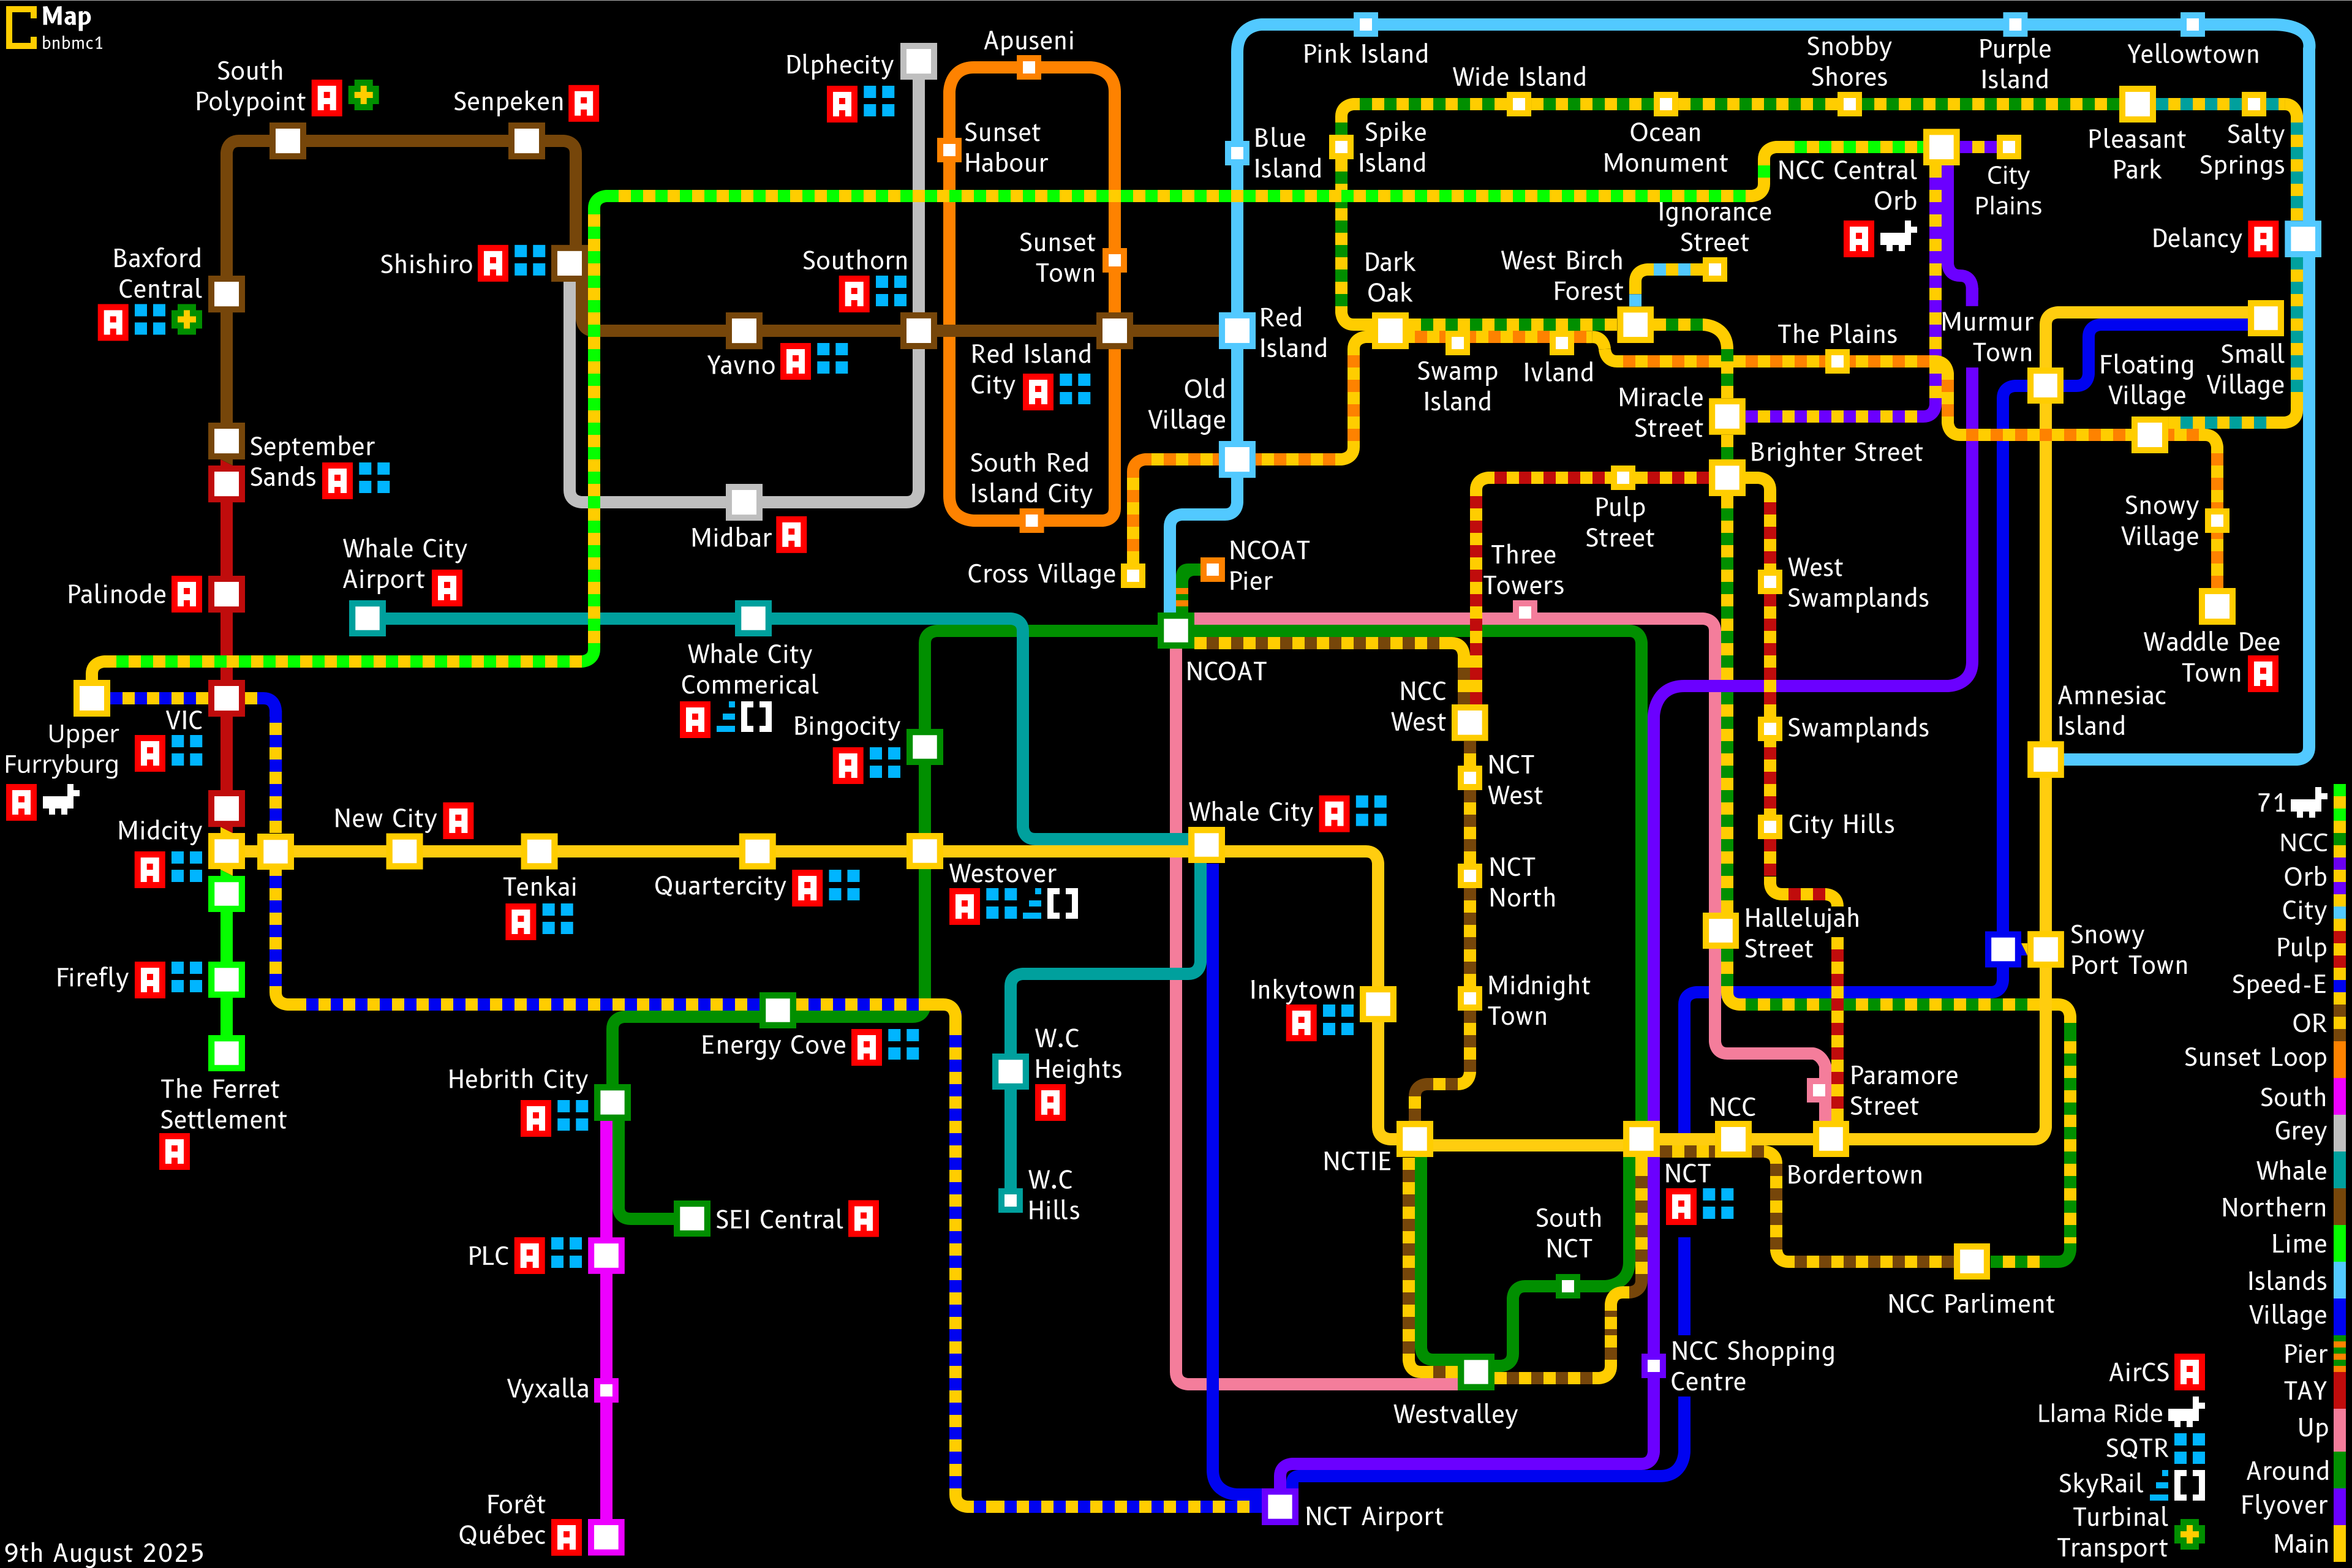 Map
bnbmc1
South
Polypoint
Senpeken
Dlphecity
Apuseni
Pink Island
Wide Island
Snobby
Shores
Purple
Island
Yellowtown
Sunset
Habour
Blue
Island
Spike
Island
Ocean
Monument
NCC Central
Orb
City
Plains
Pleasant
Park
Salty
Springs
Baxford
Central
Shishiro
Southorn
Sunset
Town
Dark
Oak
West Birch
Forest
Ignorance
Street
Delancy
Yavno
Red Island
City
Red
Island
Old
Village
Swamp
Island
Ivland
The Plains
Murmur
Town
Floating
Village
Small
Village
Miracle
Street
Brighter Street
September
Sands
Midbar
South Red
Island City
Pulp
Street
Snowy
Village
Whale City
Airport
Cross Village
NCOAT
Pier
Three
Towers
West
Swamplands
Palinode
Waddle Dee
Town
Whale City
Commerical
NCOAT
NCC
West
Amnesiac
Island
VIC
Upper
Furryburg
Bingocity
Swamplands
NCT
West
New City
Midcity
Whale City
City Hills
Tenkai
Quartercity
Westover
NCT
North
Hallelujah
Street
Snowy
Port Town
Firefly
Energy Cove
Inkytown
Midnight
Town
The Ferret
Settlement
Hebrith City
W.C
Heights
Paramore
Street
NCC
NCTIE
NCT
Bordertown
SEI Central
W.C
Hills
South
NCT
PLC
NCC Parliment
Vyxalla
NCC Shopping
Centre
Westvalley
Forêt
Québec
NCT Airport
9th August 2025
71
NCC
Orb
City
Pulp
Speed-E
OR
Sunset Loop
South
Grey
Whale
Northern
Lime
Islands
Village
Pier
TAY
Up
Around
Flyover
Main
AirCS
Llama Ride
SQTR
SkyRail
Turbinal
Transport